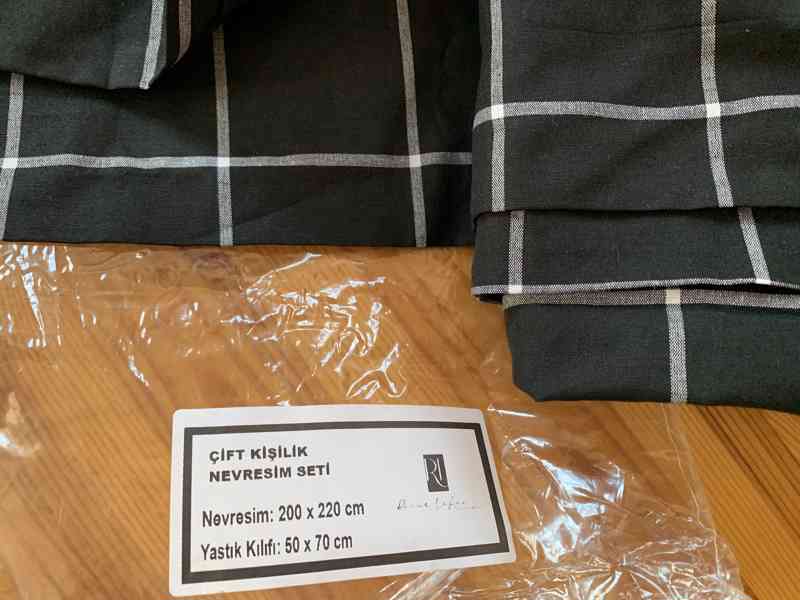 ÇİFT KİŞİLİK
NEVRESİM SETİ
Nevresim: 200 x 220 cm
Yastık Kılıfı: 50 x 70 cm